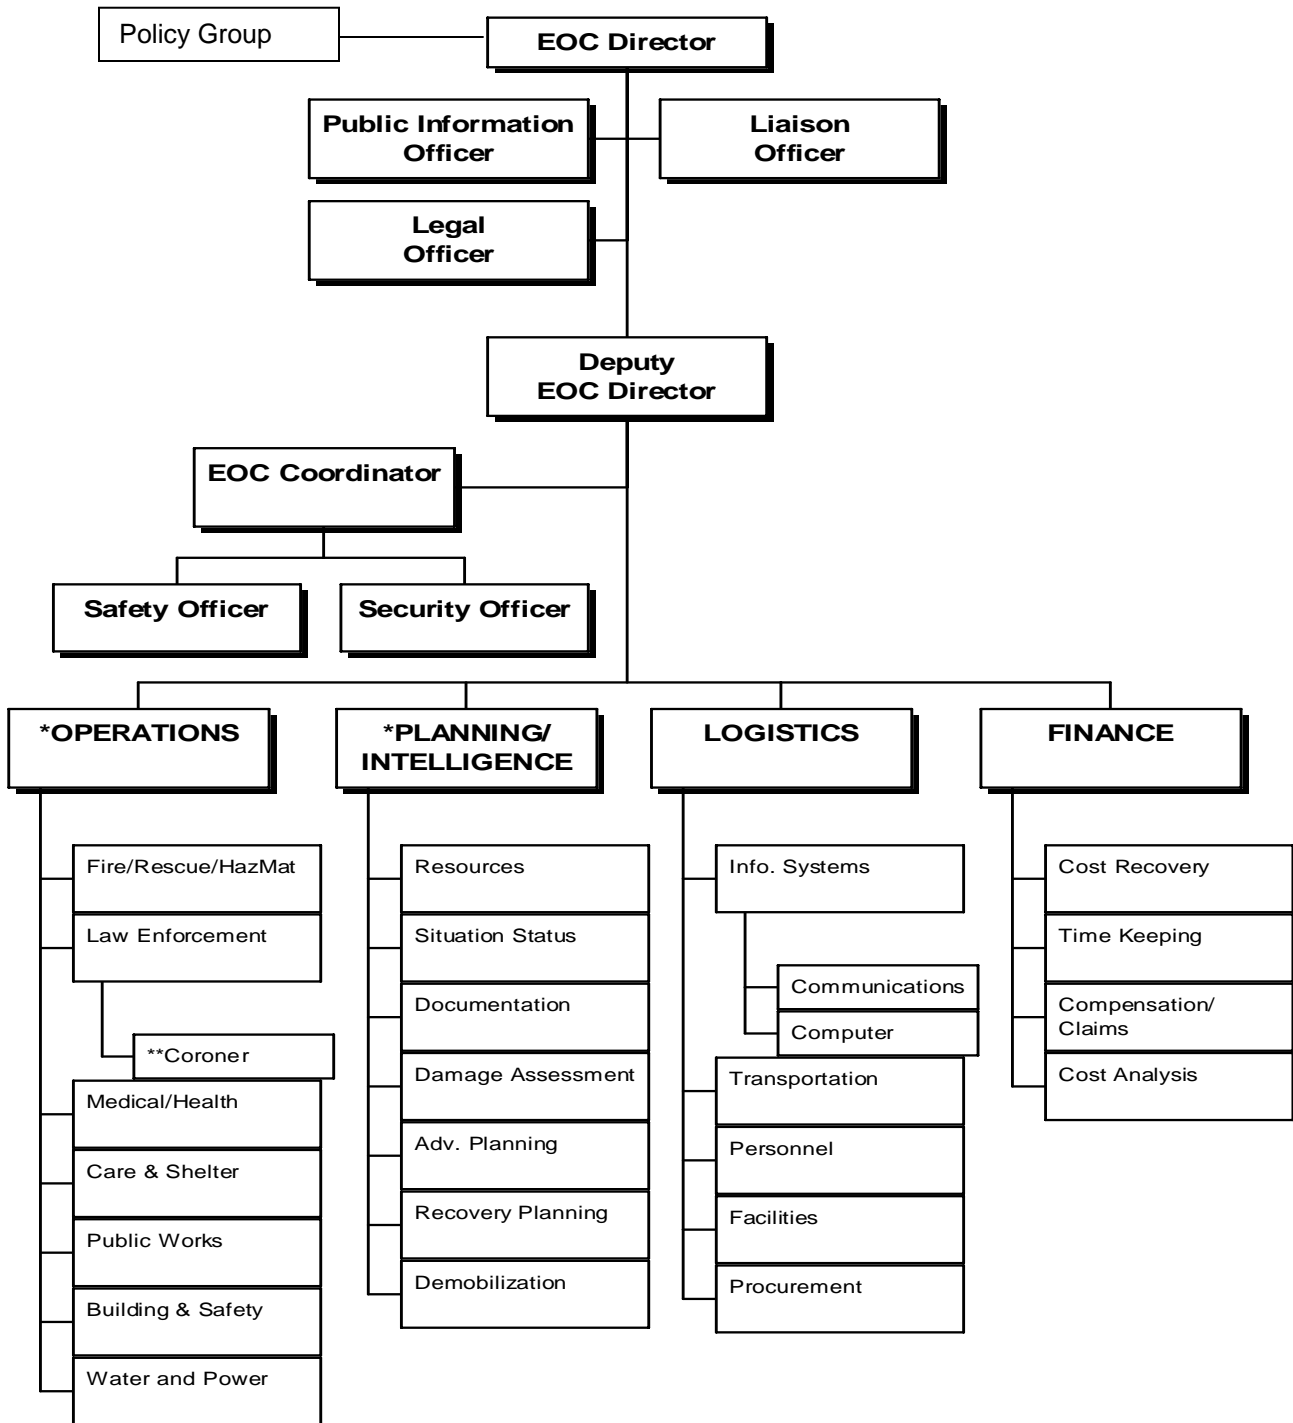 Policy Group
EOC Director
Public Information
Officer
Liaison
Officer
Legal
Officer
Deputy
EOC Director
EOC Coordinator
Safety Officer
Security Officer
*OPERATIONS
*PLANNING/
INTELLIGENCE
LOGISTICS
FINANCE
Fire/Rescue/HazMat
Law Enforcement
**Coroner
Medical/Health
Care & Shelter
Public Works
Building & Safety
Water and Power
Resources
Situation Status
Documentation
Damage Assessment
Adv. Planning
Recovery Planning
Demobilization
Info. Systems
Communications
Computer
Transportation
Personnel
Facilities
Procurement
Cost Recovery
Time Keeping
Compensation/
Claims
Cost Analysis